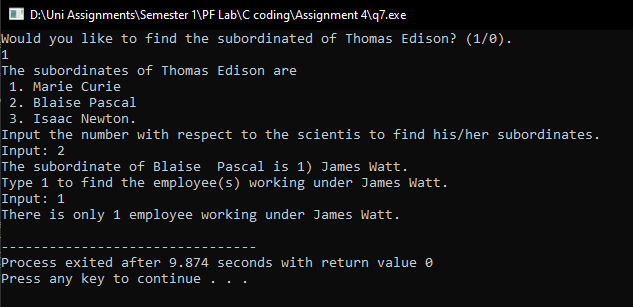 D:\Uni Assignments\Semester 1\PF Lab\C coding\Assignment 4\q7.exe
Would you like to find the subordinated of Thomas Edison? (1/0).
1
The subordinates of Thomas Edison are
 1. Marie Curie
 2. Blaise Pascal
 3. Isaac Newton.
Input the number with respect to the scientis to find his/her subordinates.
Input: 2
The subordinate of Blaise  Pascal is 1) James Watt.
Type 1 to find the employee(s) working under James Watt.
Input: 1
There is only 1 employee working under James Watt.
--------------------------------
Process exited after 9.874 seconds with return value 0
Press any key to continue . . .